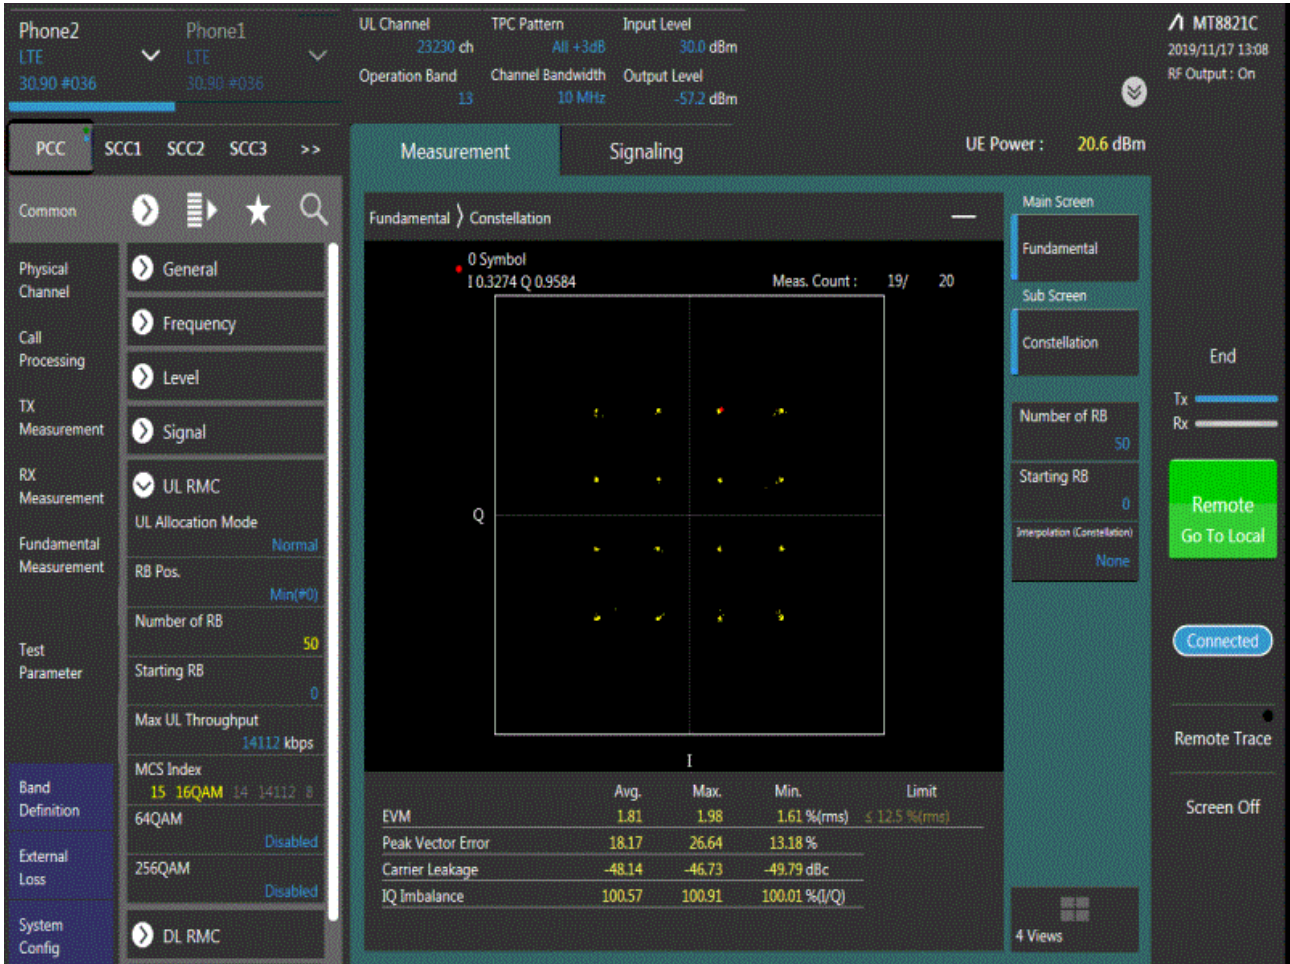 Phone2
LTE
30.90 #036
Phone1
LTE
30.90 #036
UL Channel
23230 ch
TPC Pattern
All +3dB
Input Level
30.0 dBm
Operation Band
13
Channel Bandwidth
10 MHz
Output Level
-57.2 dBm
MT8821C
2019/11/17 13:08
RF Output : On
PCC SCC1 SCC2 SCC3 >>
Measurement Signaling
UE Power : 20.6 dBm
Common
Physical
Channel
Call
Processing
TX
Measurement
RX
Measurement
Fundamental
Measurement
Test
Parameter
Band
Definition
External
Loss
System
Config
General
Frequency
Level
Signal
UL RMC
UL Allocation Mode
Normal
RB Pos.
Min(#0)
Number of RB
50
Starting RB
0
Max UL Throughput
14112 kbps
MCS Index
15 16QAM 14 14112 8
64QAM
Disabled
256QAM
Disabled
DL RMC
Fundamental ⟩ Constellation
0 Symbol
I 0.3274 Q 0.9584
Meas. Count : 19/ 20
Q
I
Avg. Max. Min. Limit
EVM 1.81 1.98 1.61 %(rms) ≤ 12.5 %(rms)
Peak Vector Error 18.17 26.64 13.18 %
Carrier Leakage -48.14 -46.73 -49.79 dBc
IQ Imbalance 100.57 100.91 100.01 %(I/Q)
Main Screen
Fundamental
Sub Screen
Constellation
Number of RB
50
Starting RB
0
Interpolation (Constellation)
None
4 Views
End
Tx
Rx
Remote
Go To Local
Connected
Remote Trace
Screen Off